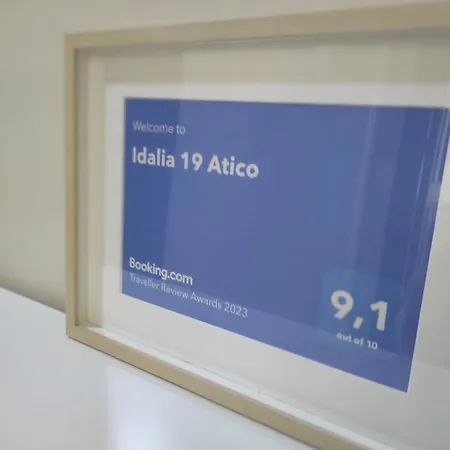 Welcome to
Idalia 19 Atico
Booking.com
Traveller Review Awards 2023
9,1
out of 10